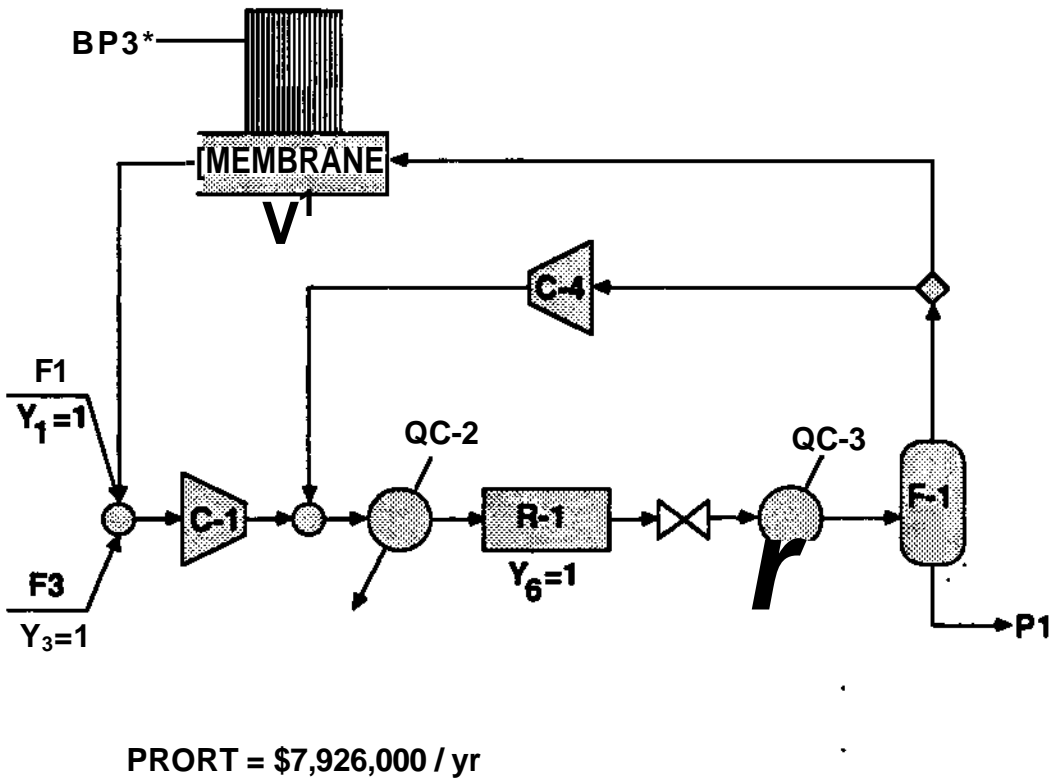 BP3*
MEMBRANE
V¹
C-4
F1
Y₁=1
QC-2
QC-3
C-1
R-1
F-1
F3
Y₆=1
Y₃=1
P1
PRORT = $7,926,000 / yr